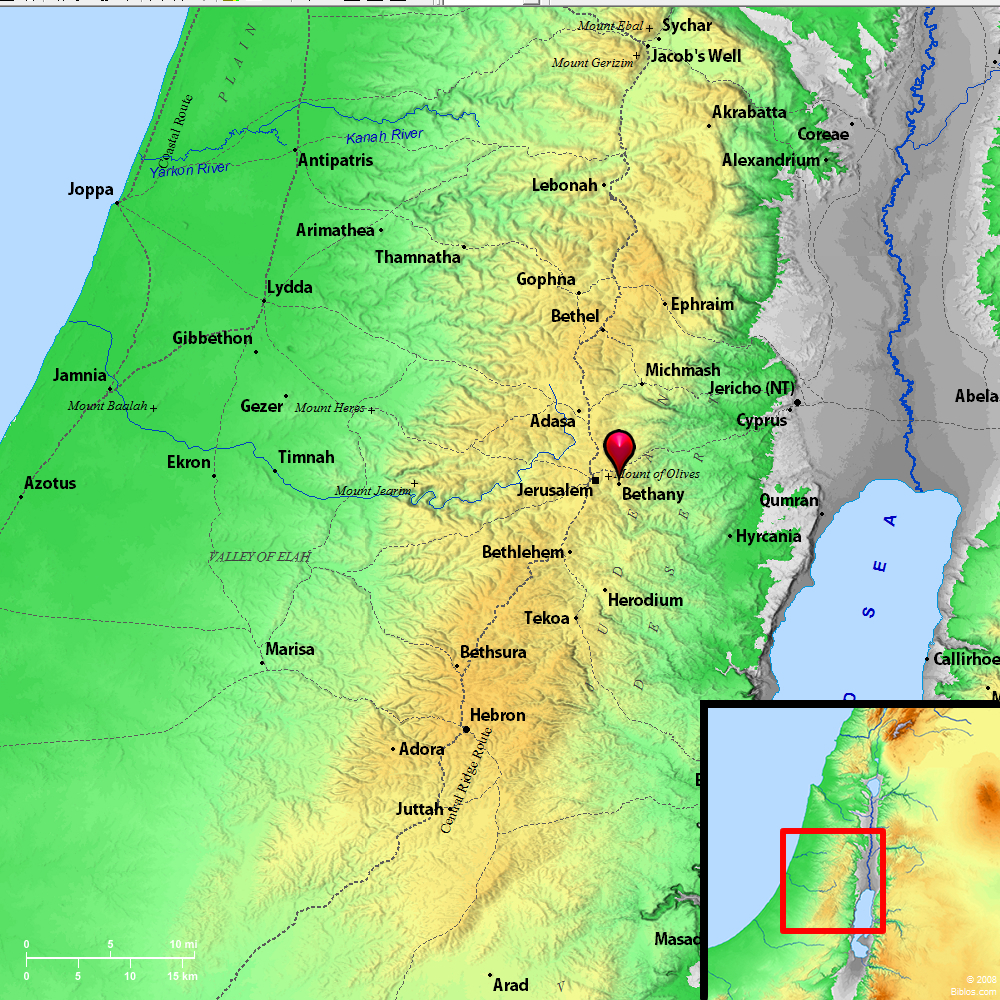 Mount Ebal
Sychar
Mount Gerizim
Jacob's Well
PLAIN
Coastal Route
Akrabatta
Kanah River
Coreae
Antipatris
Alexandrium
Yarkon River
Joppa
Lebonah
Arimathea
Thamnatha
Gophna
Lydda
Ephraim
Bethel
Gibbethon
Michmash
Jamnia
Jericho (NT)
Abela
Mount Baalah
Gezer
Mount Heres
Adasa
Cyprus
Ekron
Timnah
Mount of Olives
Azotus
Mount Jearim
Jerusalem
Bethany
Qumran
Hyrcania
VALLEY OF ELAH
Bethlehem
SEA
Herodium
Tekoa
JUDE
DESER
Marisa
Bethsura
Callirhoe
Hebron
Adora
Central Ridge Route
Juttah
0 5 10 mi
0 5 10 15 km
Masad
Arad
© 2008
Biblos.com